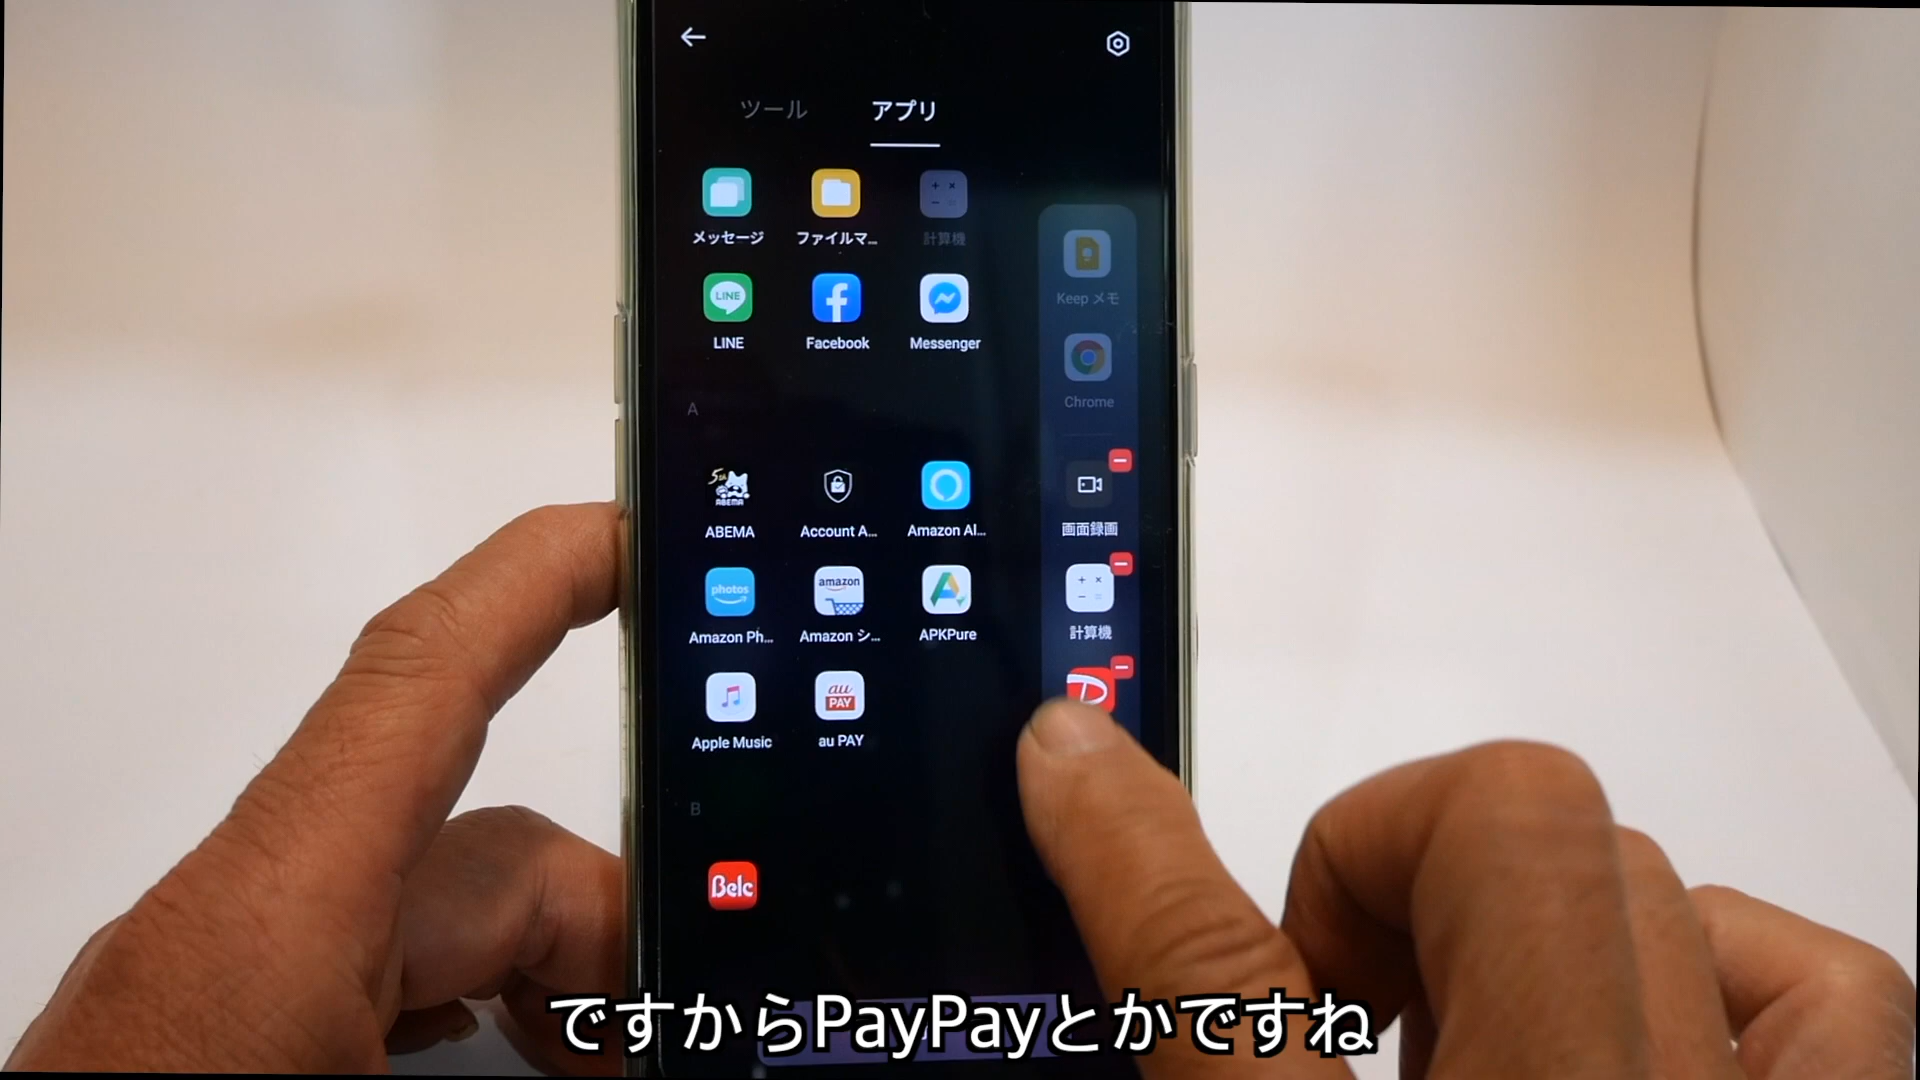 ツール アプリ
メッセージ ファイルマ... 計算機
Keep メモ
LINE
LINE Facebook Messenger
Chrome
A
5th
ABEMA
ABEMA Account A... Amazon Al...
画面録画
photos amazon
Amazon Ph... Amazon シ... APKPure
計算機
au
PAY
Apple Music au PAY
B
Belc
ですからPayPayとかですね